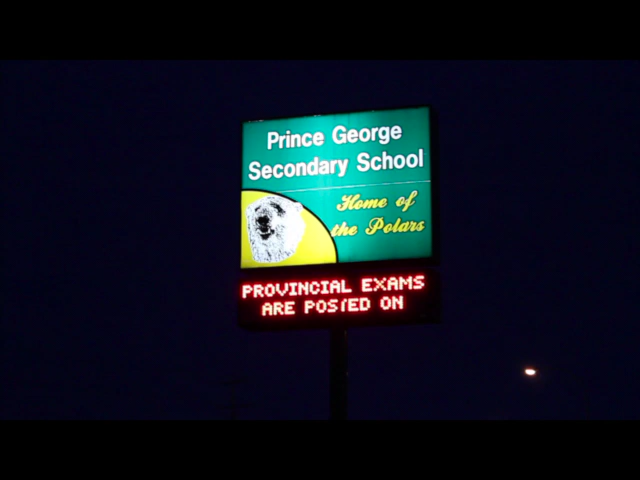 Prince George
Secondary School
Home of
the Polars
PROVINCIAL EXAMS
ARE POSTED ON